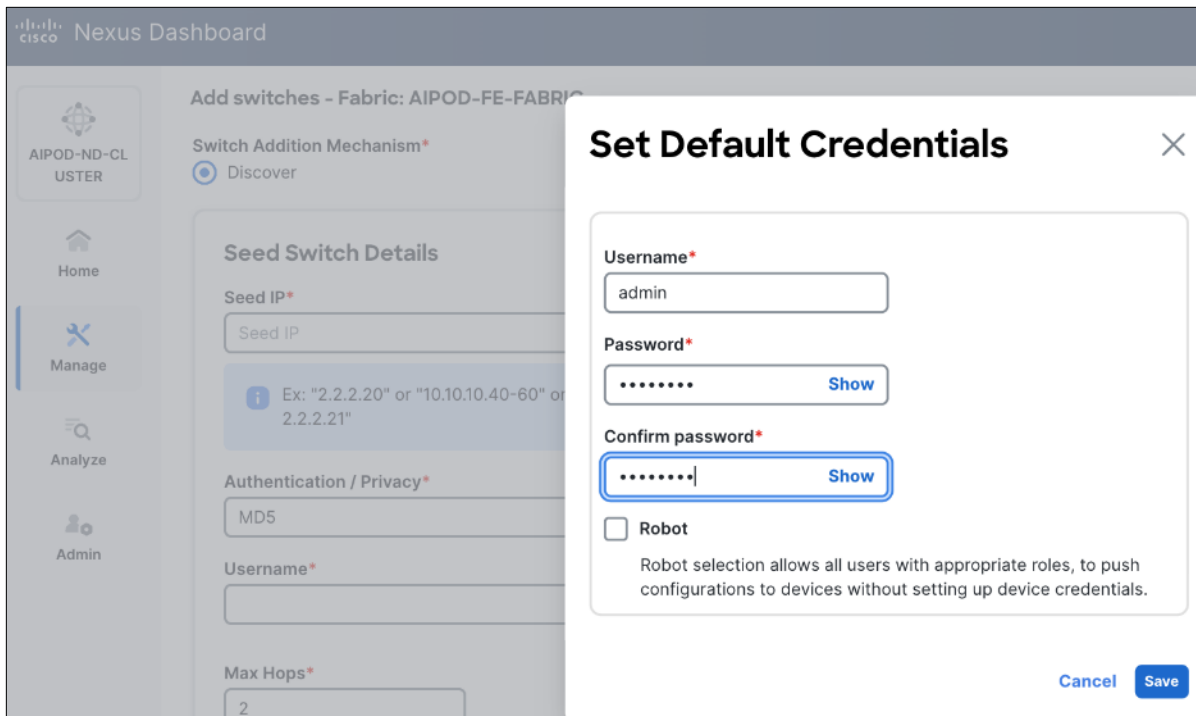 cisco Nexus Dashboard
AIPOD-ND-CL
USTER
Home
Manage
Analyze
Admin
Add switches - Fabric: AIPOD-FE-FABRIC
Switch Addition Mechanism*
Discover
Seed Switch Details
Seed IP*
Seed IP
i Ex: "2.2.2.20" or "10.10.10.40-60" or
2.2.2.21"
Authentication / Privacy*
MD5
Username*
Max Hops*
2
Set Default Credentials
Username*
admin
Password*
•••••••• Show
Confirm password*
•••••••• Show
Robot
Robot selection allows all users with appropriate roles, to push
configurations to devices without setting up device credentials.
Cancel Save